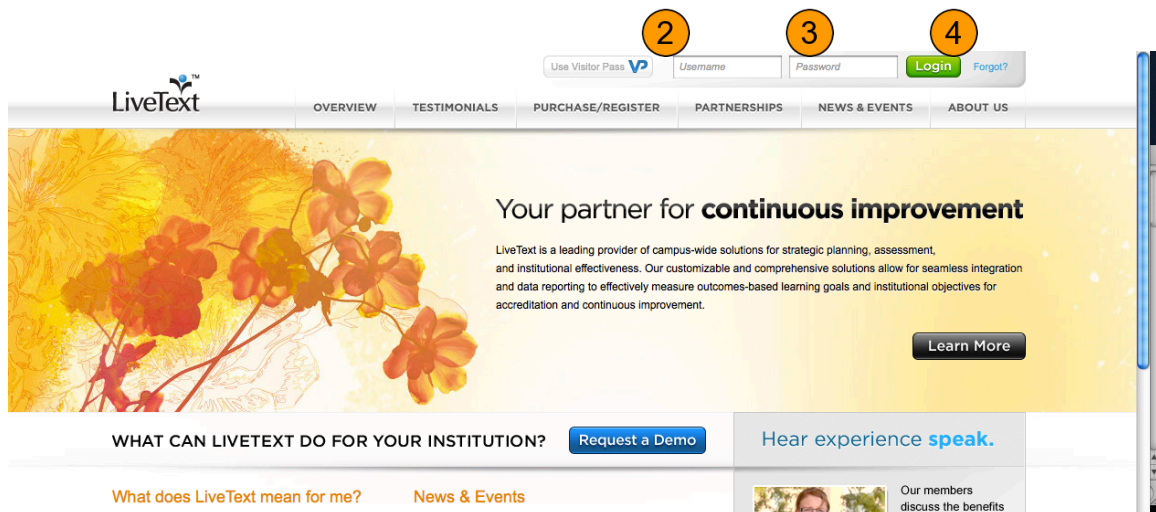 2 3 4
Use Visitor Pass VP Username Password Login Forgot?
LiveText™
OVERVIEW TESTIMONIALS PURCHASE/REGISTER PARTNERSHIPS NEWS & EVENTS ABOUT US
Your partner for continuous improvement
LiveText is a leading provider of campus-wide solutions for strategic planning, assessment,
and institutional effectiveness. Our customizable and comprehensive solutions allow for seamless integration
and data reporting to effectively measure outcomes-based learning goals and institutional objectives for
accreditation and continuous improvement.
Learn More
WHAT CAN LIVETEXT DO FOR YOUR INSTITUTION? Request a Demo Hear experience speak.
What does LiveText mean for me? News & Events
Our members
discuss the benefits